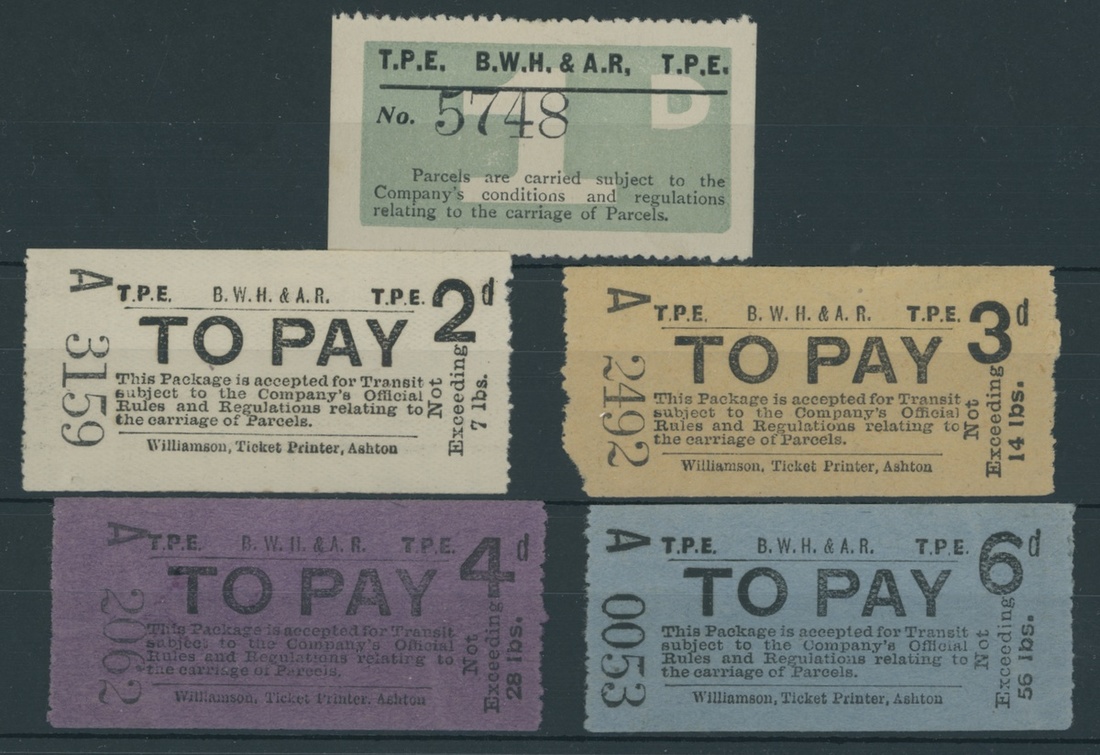 T.P.E. B.W.H. & A.R. T.P.E.
1 D
No. 5748
Parcels are carried subject to the
Company's conditions and regulations
relating to the carriage of Parcels.
A 3159
T.P.E. B. W. H. & A. R. T.P.E. 2d
TO PAY
This Package is accepted for Transit
subject to the Company's Official
Rules and Regulations relating to
the carriage of Parcels.
Williamson, Ticket Printer, Ashton
Not
Exceeding
7 lbs.
A 2492
T.P.E. B. W. H. & A. R. T.P.E. 3d
TO PAY
This Package is accepted for Transit
subject to the Company's Official
Rules and Regulations relating to
the carriage of Parcels.
Williamson, Ticket Printer, Ashton
Not
Exceeding
14 lbs.
A 2062
T.P.E. B. W. H. & A. R. T.P.E. 4d
TO PAY
This Package is accepted for Transit
subject to the Company's Official
Rules and Regulations relating to
the carriage of Parcels.
Williamson, Ticket Printer, Ashton
Not
Exceeding
28 lbs.
A 0053
T.P.E. B. W. H. & A. R. T.P.E. 6d
TO PAY
This Package is accepted for Transit
subject to the Company's Official
Rules and Regulations relating to
the carriage of Parcels.
Williamson, Ticket Printer, Ashton
Not
Exceeding
56 lbs.